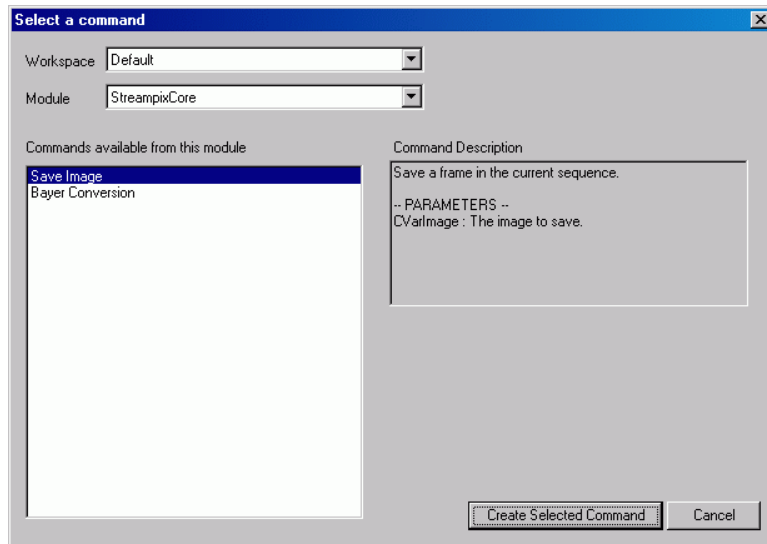 Select a command
Workspace Default
Module StreampixCore
Commands available from this module
Save Image
Bayer Conversion
Command Description
Save a frame in the current sequence.
-- PARAMETERS --
CVarImage : The image to save.
Create Selected Command Cancel